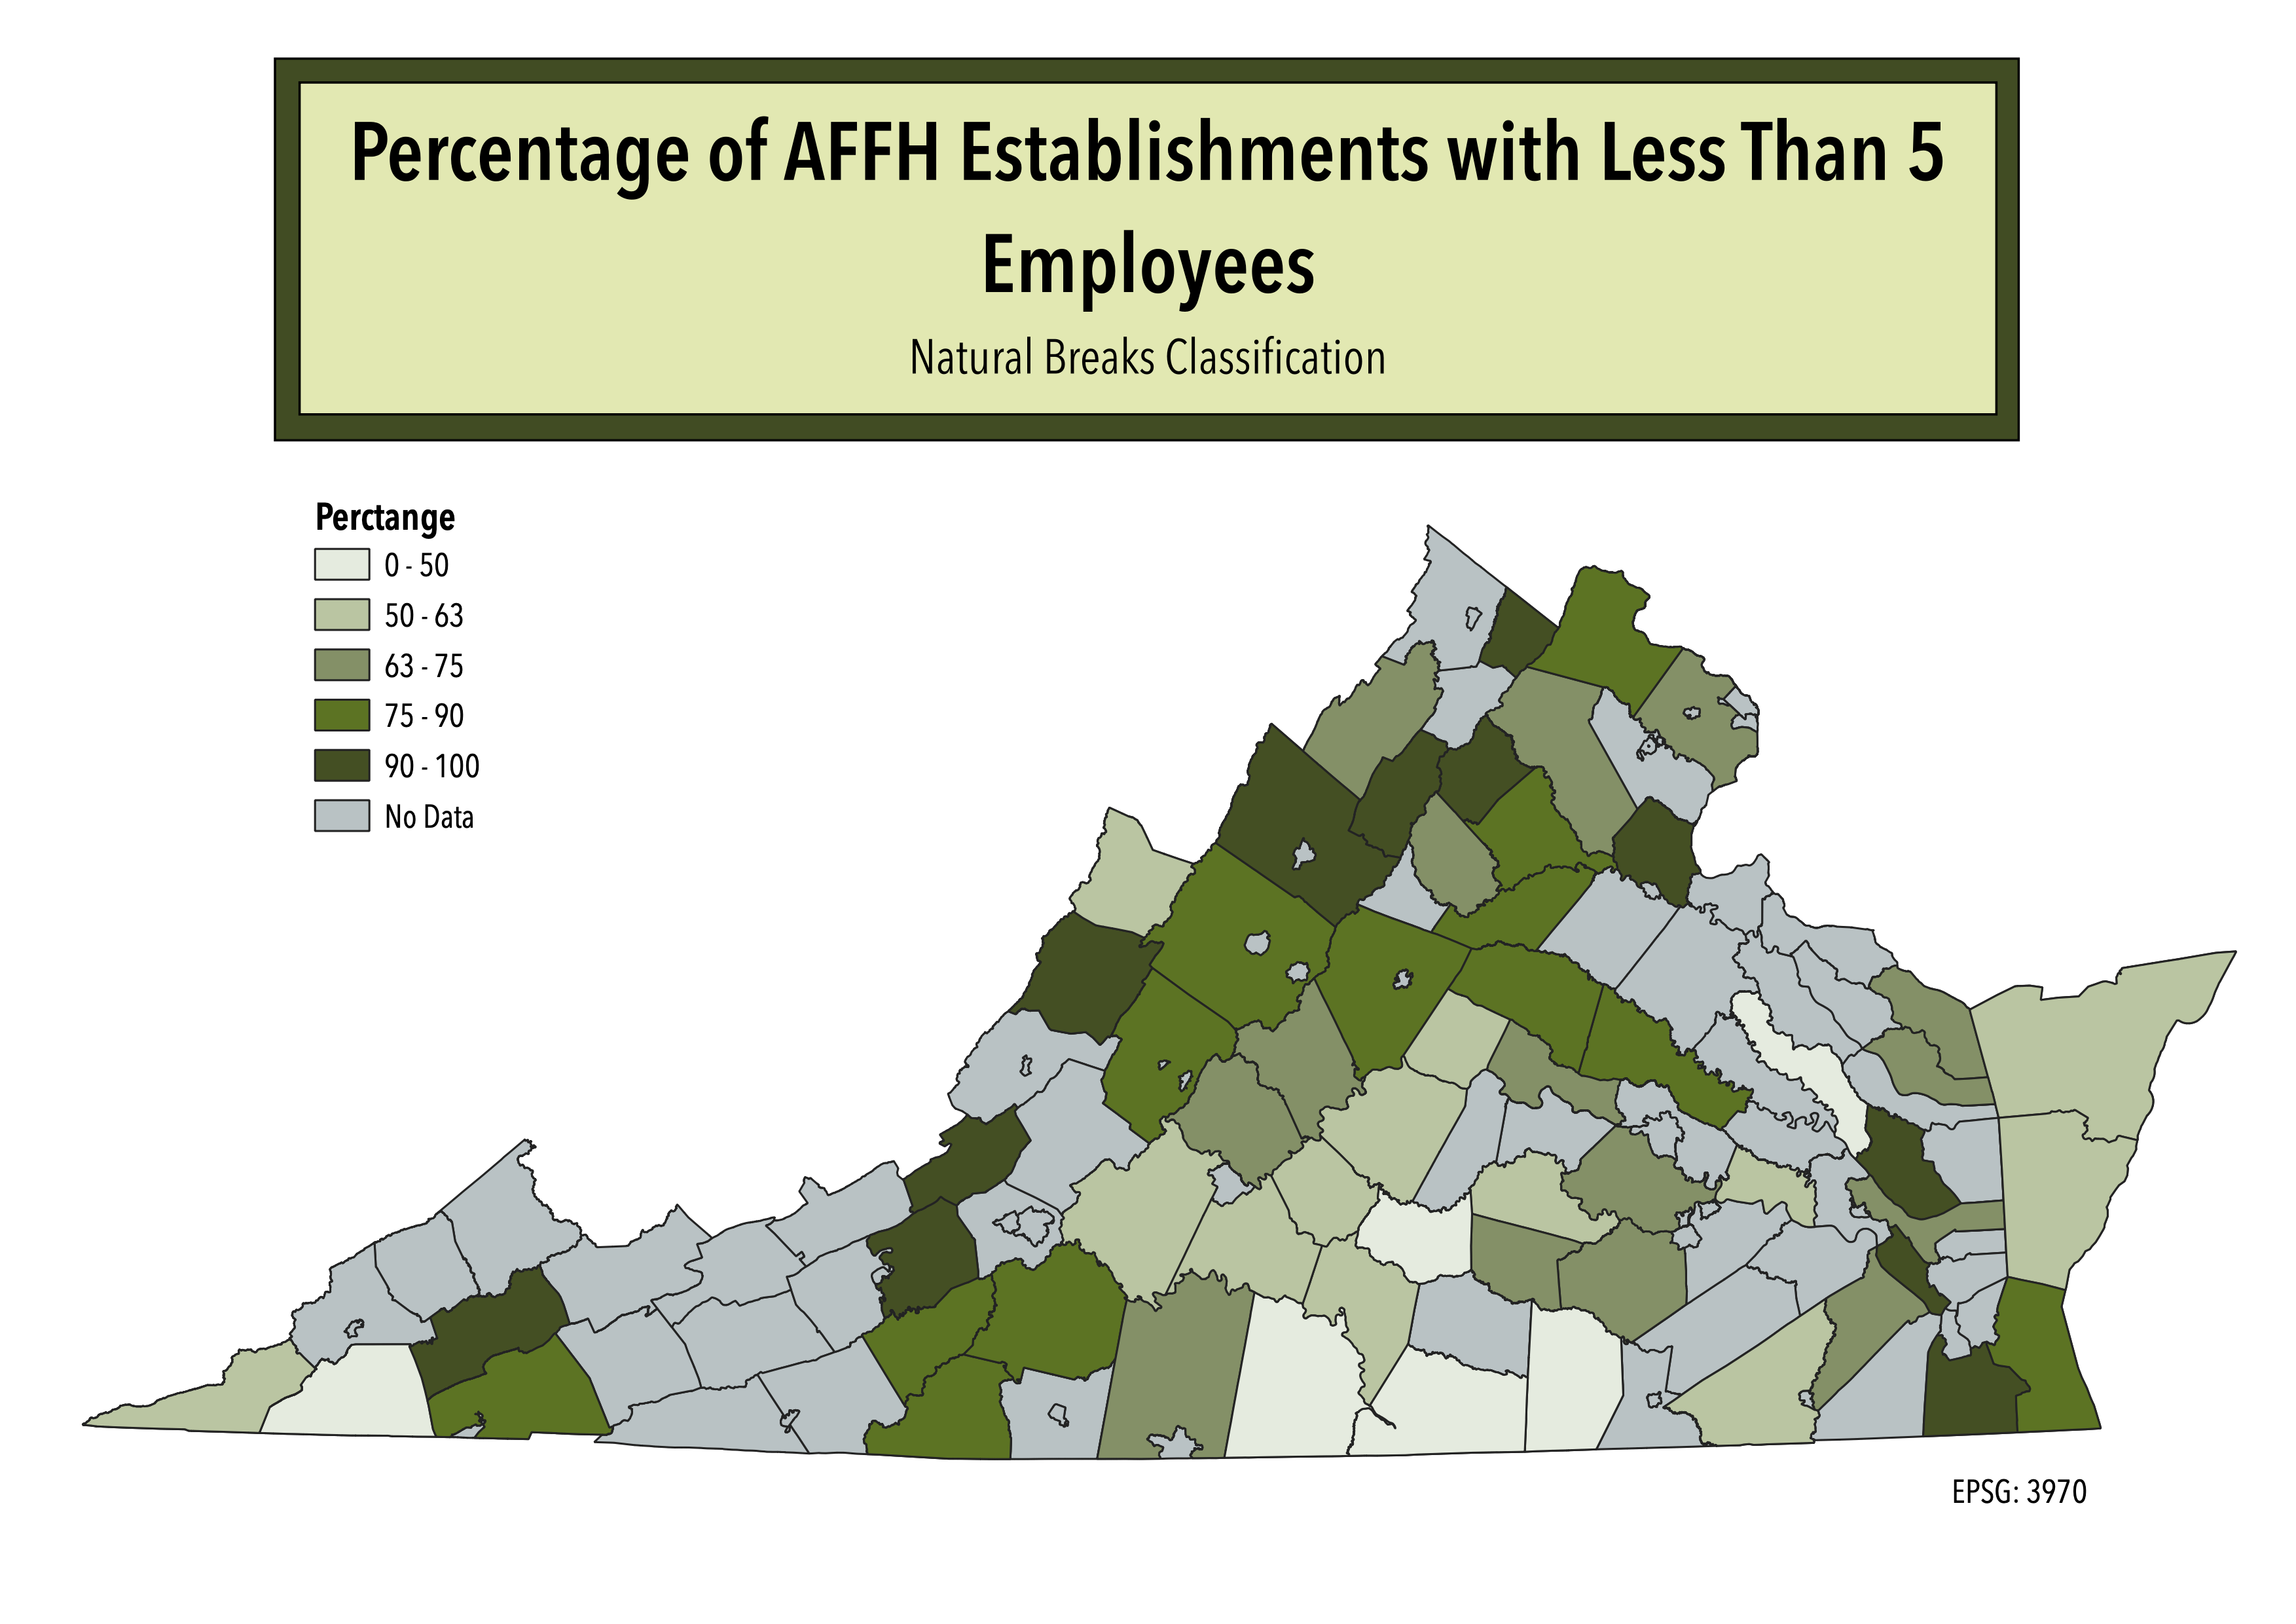 Percentage of AFFH Establishments with Less Than 5
Employees
Natural Breaks Classification
Perctange
0 - 50
50 - 63
63 - 75
75 - 90
90 - 100
No Data
EPSG: 3970